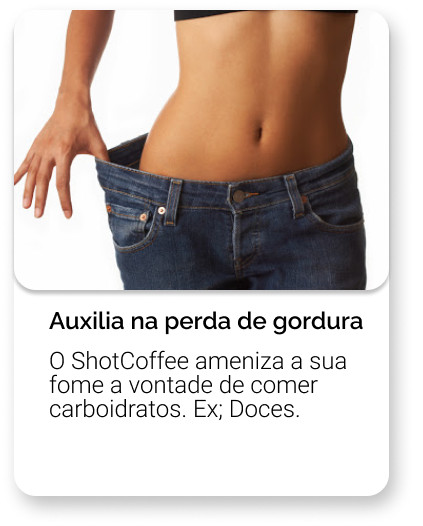 Auxilia na perda de gordura
O ShotCoffee ameniza a sua
fome a vontade de comer
carboidratos. Ex; Doces.